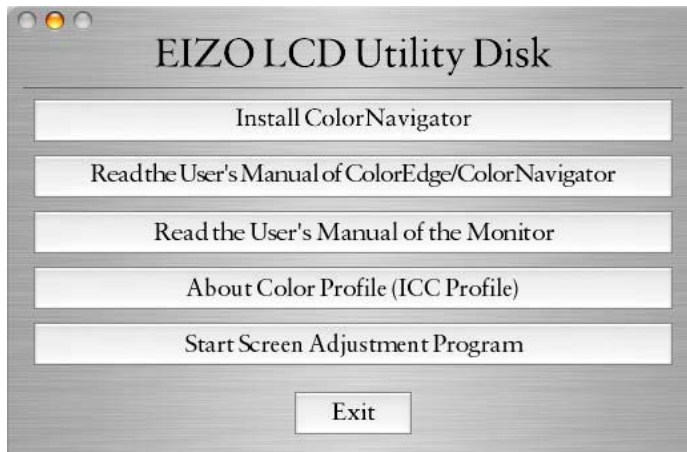 EIZO LCD Utility Disk
Install ColorNavigator
Read the User's Manual of ColorEdge/ColorNavigator
Read the User's Manual of the Monitor
About Color Profile (ICC Profile)
Start Screen Adjustment Program
Exit